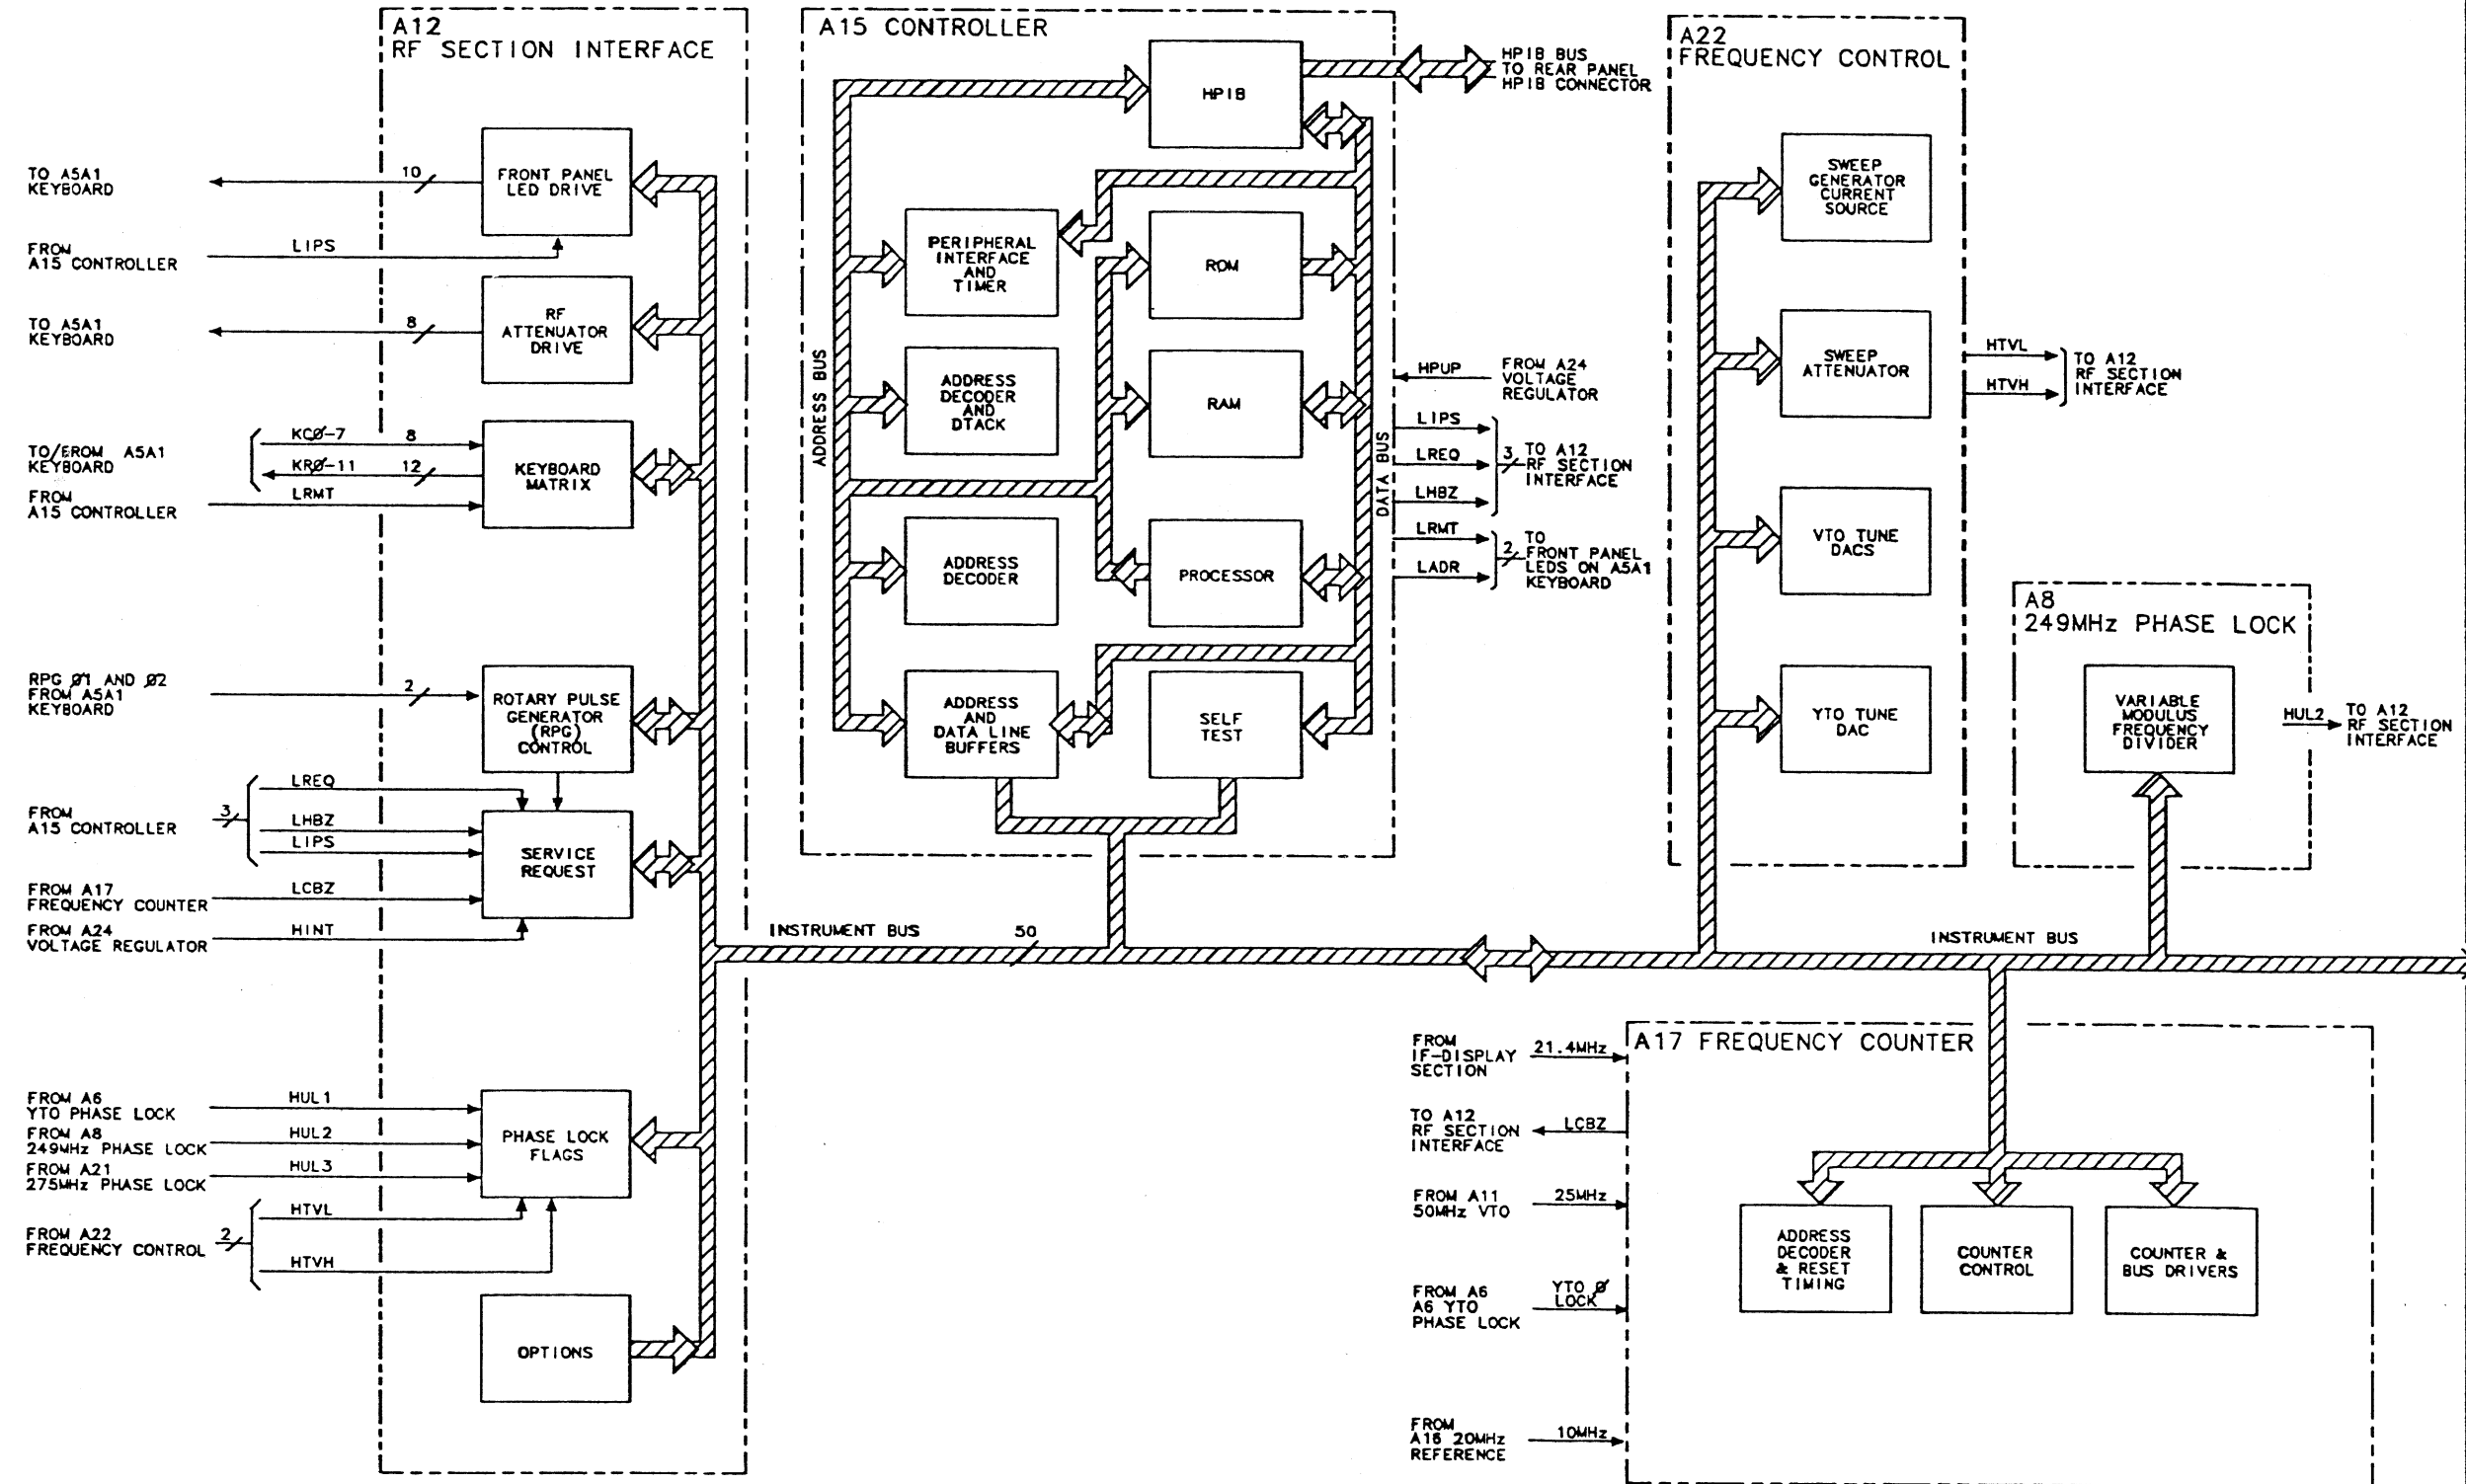 A12
RF SECTION INTERFACE
TO A5A1
KEYBOARD
10
FRONT PANEL
LED DRIVE
FROM
A15 CONTROLLER
LIPS
TO A5A1
KEYBOARD
8
RF
ATTENUATOR
DRIVE
TO/FROM A5A1
KEYBOARD
KCØ-7
8
KRØ-11
12
FROM
A15 CONTROLLER
LRMT
KEYBOARD
MATRIX
RPG Ø1 AND Ø2
FROM A5A1
KEYBOARD
2
ROTARY PULSE
GENERATOR
(RPG)
CONTROL
FROM
A15 CONTROLLER
3
LREQ
LHBZ
LIPS
SERVICE
REQUEST
FROM A17
FREQUENCY COUNTER
LCBZ
FROM A24
VOLTAGE REGULATOR
HINT
FROM A6
YTO PHASE LOCK
HUL1
FROM A8
249MHz PHASE LOCK
HUL2
FROM A21
275MHz PHASE LOCK
HUL3
PHASE LOCK
FLAGS
FROM A22
FREQUENCY CONTROL
2
HTVL
HTVH
OPTIONS
A15 CONTROLLER
HPIB
HPIB BUS
TO REAR PANEL
HPIB CONNECTOR
PERIPHERAL
INTERFACE
AND
TIMER
ROM
ADDRESS BUS
ADDRESS
DECODER
AND
DTACK
RAM
DATA BUS
ADDRESS
DECODER
PROCESSOR
ADDRESS
AND
DATA LINE
BUFFERS
SELF
TEST
HPUP
FROM A24
VOLTAGE
REGULATOR
LIPS
LREQ
LHBZ
3
TO A12
RF SECTION
INTERFACE
LRMT
LADR
2
TO
FRONT PANEL
LEDS ON A5A1
KEYBOARD
INSTRUMENT BUS
50
A22
FREQUENCY CONTROL
SWEEP
GENERATOR
CURRENT
SOURCE
SWEEP
ATTENUATOR
HTVL
HTVH
TO A12
RF SECTION
INTERFACE
VTO TUNE
DACS
YTO TUNE
DAC
A8
249MHz PHASE LOCK
VARIABLE
MODULUS
FREQUENCY
DIVIDER
HUL2
TO A12
RF SECTION
INTERFACE
INSTRUMENT BUS
A17 FREQUENCY COUNTER
FROM
IF-DISPLAY
SECTION
21.4MHz
TO A12
RF SECTION
INTERFACE
LCBZ
FROM A11
50MHz VTO
25MHz
FROM A6
A6 YTO
PHASE LOCK
YTO Ø
LOCK
FROM
A16 20MHz
REFERENCE
10MHz
ADDRESS
DECODER
& RESET
TIMING
COUNTER
CONTROL
COUNTER &
BUS DRIVERS